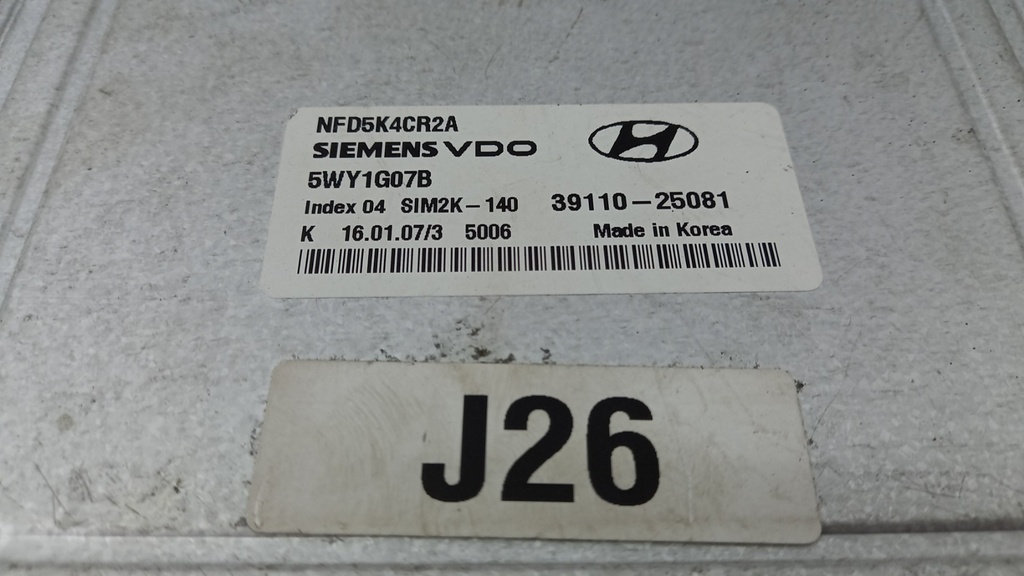 NFD5K4CR2A
SIEMENS VDO
5WY1G07B
Index 04 SIM2K-140 39110-25081
K 16.01.07/3 5006 Made in Korea
J26